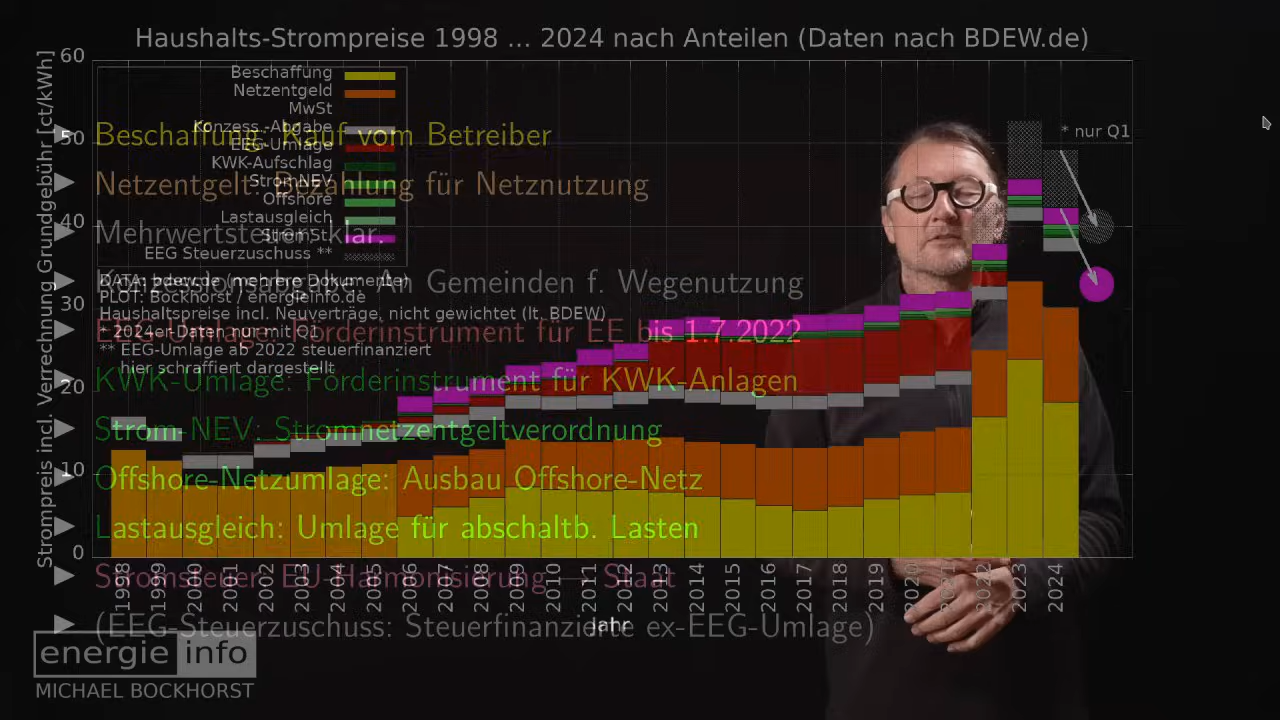 Haushalts-Strompreise 1998 ... 2024 nach Anteilen (Daten nach BDEW.de)
Strompreis incl. Verrechnung Grundgebühr [ct/kWh]
60
50
40
30
20
10
0
Beschaffung
Netzentgeld
MwSt
Konzess.-Abgabe
EEG-Umlage
KWK-Aufschlag
Strom-NEV
Offshore
Lastausgleich
Strom-St.
EEG Steuerzuschuss **
* nur Q1
DATA: bdew.de (mehrere Dokumente)
PLOT: Bockhorst / energieinfo.de
Haushaltspreise incl. Neuverträge, nicht gewichtet (lt. BDEW)
* 2024er Daten nur mit Q1
** EEG-Umlage ab 2022 steuerfinanziert
hier schraffiert dargestellt
Beschaffung: Kauf vom Betreiber
Netzentgelt: Bezahlung für Netznutzung
Mehrwertsteuer: klar.
An Gemeinden f. Wegenutzung
EEG-Umlage: Förderinstrument für EE bis 1.7.2022
KWK-Umlage: Förderinstrument für KWK-Anlagen
Strom-NEV: Stromnetzentgeltverordnung
Offshore-Netzumlage: Ausbau Offshore-Netz
Lastausgleich: Umlage für abschaltb. Lasten
Stromsteuer: EU-Harmonisierung → Staat
(EEG-Steuerzuschuss: Steuerfinanzierte ex-EEG-Umlage)
1998 1999 2000 2001 2002 2003 2004 2005 2006 2007 2008 2009 2010 2011 2012 2013 2014 2015 2016 2017 2018 2019 2020 2021 2022 2023 2024
Jahr
energie info
MICHAEL BOCKHORST